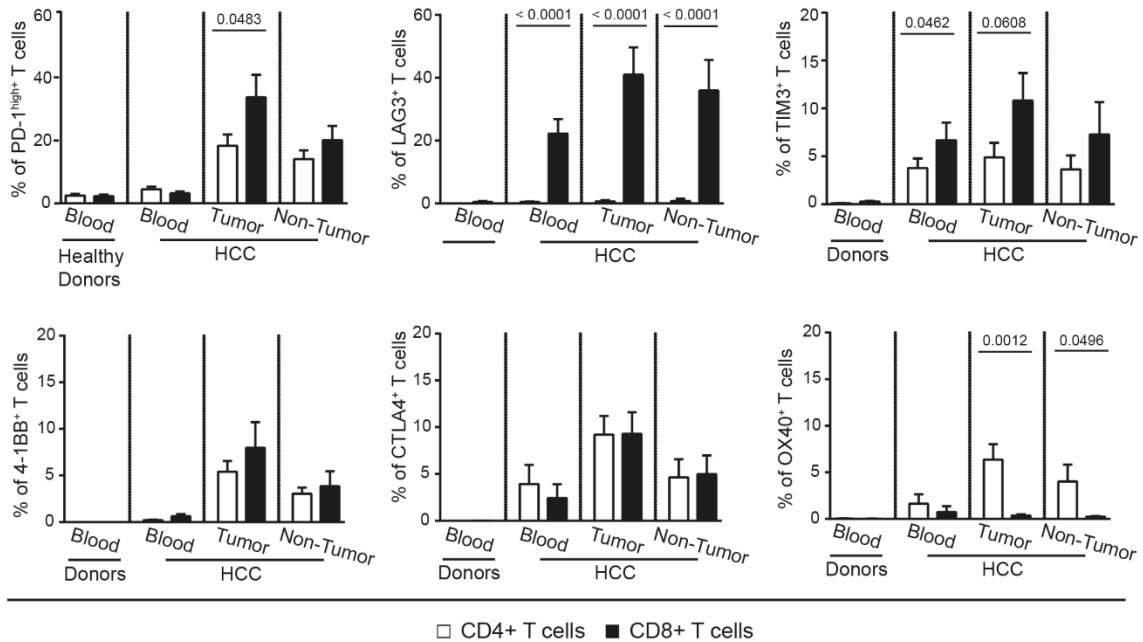 % of PD-1high+ T cells
60
40
20
0
0.0483
Blood
Blood
Tumor
Non-Tumor
Healthy
Donors
HCC
% of LAG3+ T cells
60
40
20
0
< 0.0001
< 0.0001
< 0.0001
Blood
Blood
Tumor
Non-Tumor
HCC
% of TIM3+ T cells
20
15
10
5
0
0.0462
0.0608
Blood
Blood
Tumor
Non-Tumor
Donors
HCC
% of 4-1BB+ T cells
20
15
10
5
0
Blood
Blood
Tumor
Non-Tumor
Donors
HCC
% of CTLA4+ T cells
20
15
10
5
0
Blood
Blood
Tumor
Non-Tumor
Donors
HCC
% of OX40+ T cells
20
15
10
5
0
0.0012
0.0496
Blood
Blood
Tumor
Non-Tumor
Donors
HCC
CD4+ T cells
CD8+ T cells